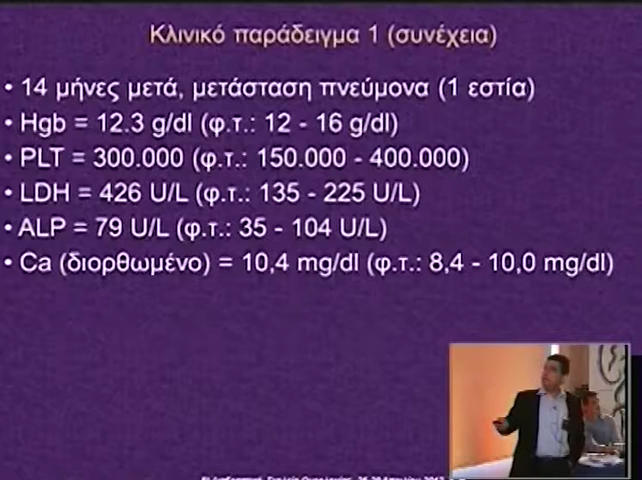 Κλινικό παράδειγμα 1 (συνέχεια)
• 14 μήνες μετά, μετάσταση πνεύμονα (1 εστία)
• Hgb = 12.3 g/dl (φ.τ.: 12 - 16 g/dl)
• PLT = 300.000 (φ.τ.: 150.000 - 400.000)
• LDH = 426 U/L (φ.τ.: 135 - 225 U/L)
• ALP = 79 U/L (φ.τ.: 35 - 104 U/L)
• Ca (διορθωμένο) = 10,4 mg/dl (φ.τ.: 8,4 - 10,0 mg/dl)